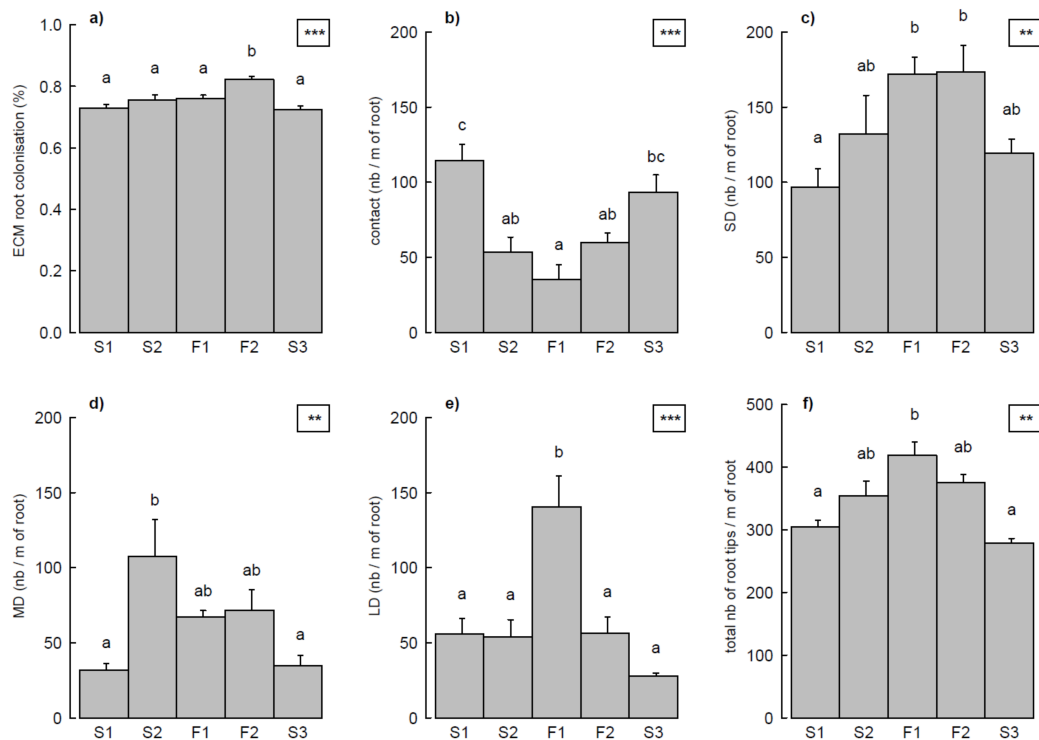 a)
***
ECM root colonisation (%)
1.0
0.8
0.6
0.4
0.2
0.0
a
a
a
b
a
S1 S2 F1 F2 S3
b)
***
contact (nb / m of root)
200
150
100
50
0
c
ab
a
ab
bc
S1 S2 F1 F2 S3
c)
**
SD (nb / m of root)
200
150
100
50
0
a
ab
b
b
ab
S1 S2 F1 F2 S3
d)
**
MD (nb / m of root)
200
150
100
50
0
a
b
ab
ab
a
S1 S2 F1 F2 S3
e)
***
LD (nb / m of root)
200
150
100
50
0
a
a
b
a
a
S1 S2 F1 F2 S3
f)
**
total nb of root tips / m of root
500
400
300
200
100
0
a
ab
b
ab
a
S1 S2 F1 F2 S3